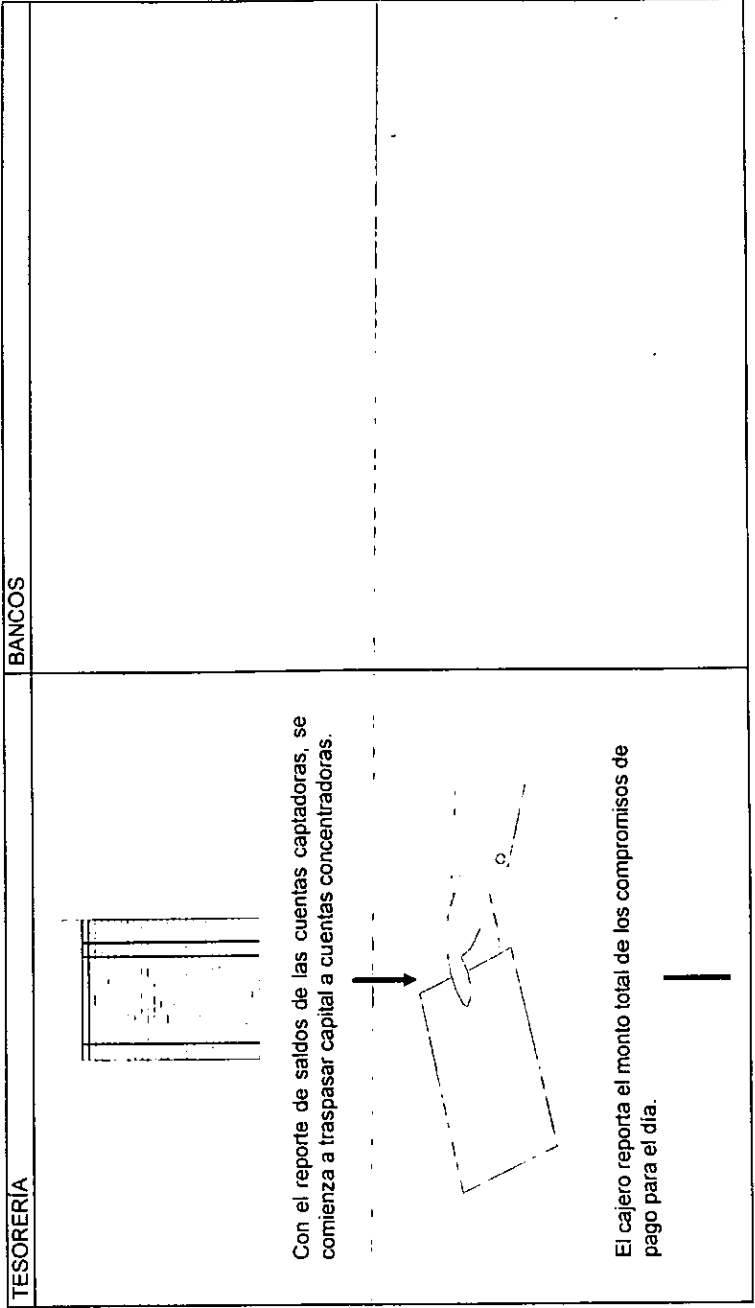 TESORERÍA
BANCOS
Con el reporte de saldos de las cuentas captadoras, se
comienza a traspasar capital a cuentas concentradoras.
El cajero reporta el monto total de los compromisos de
pago para el día.